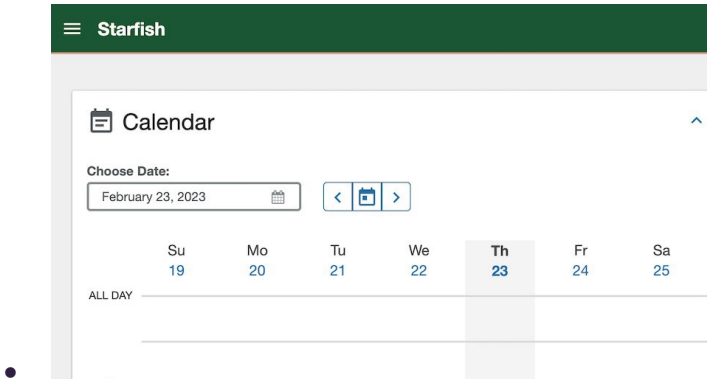 Starfish
Calendar
Choose Date:
February 23, 2023
Su Mo Tu We Th Fr Sa
19 20 21 22 23 24 25
ALL DAY